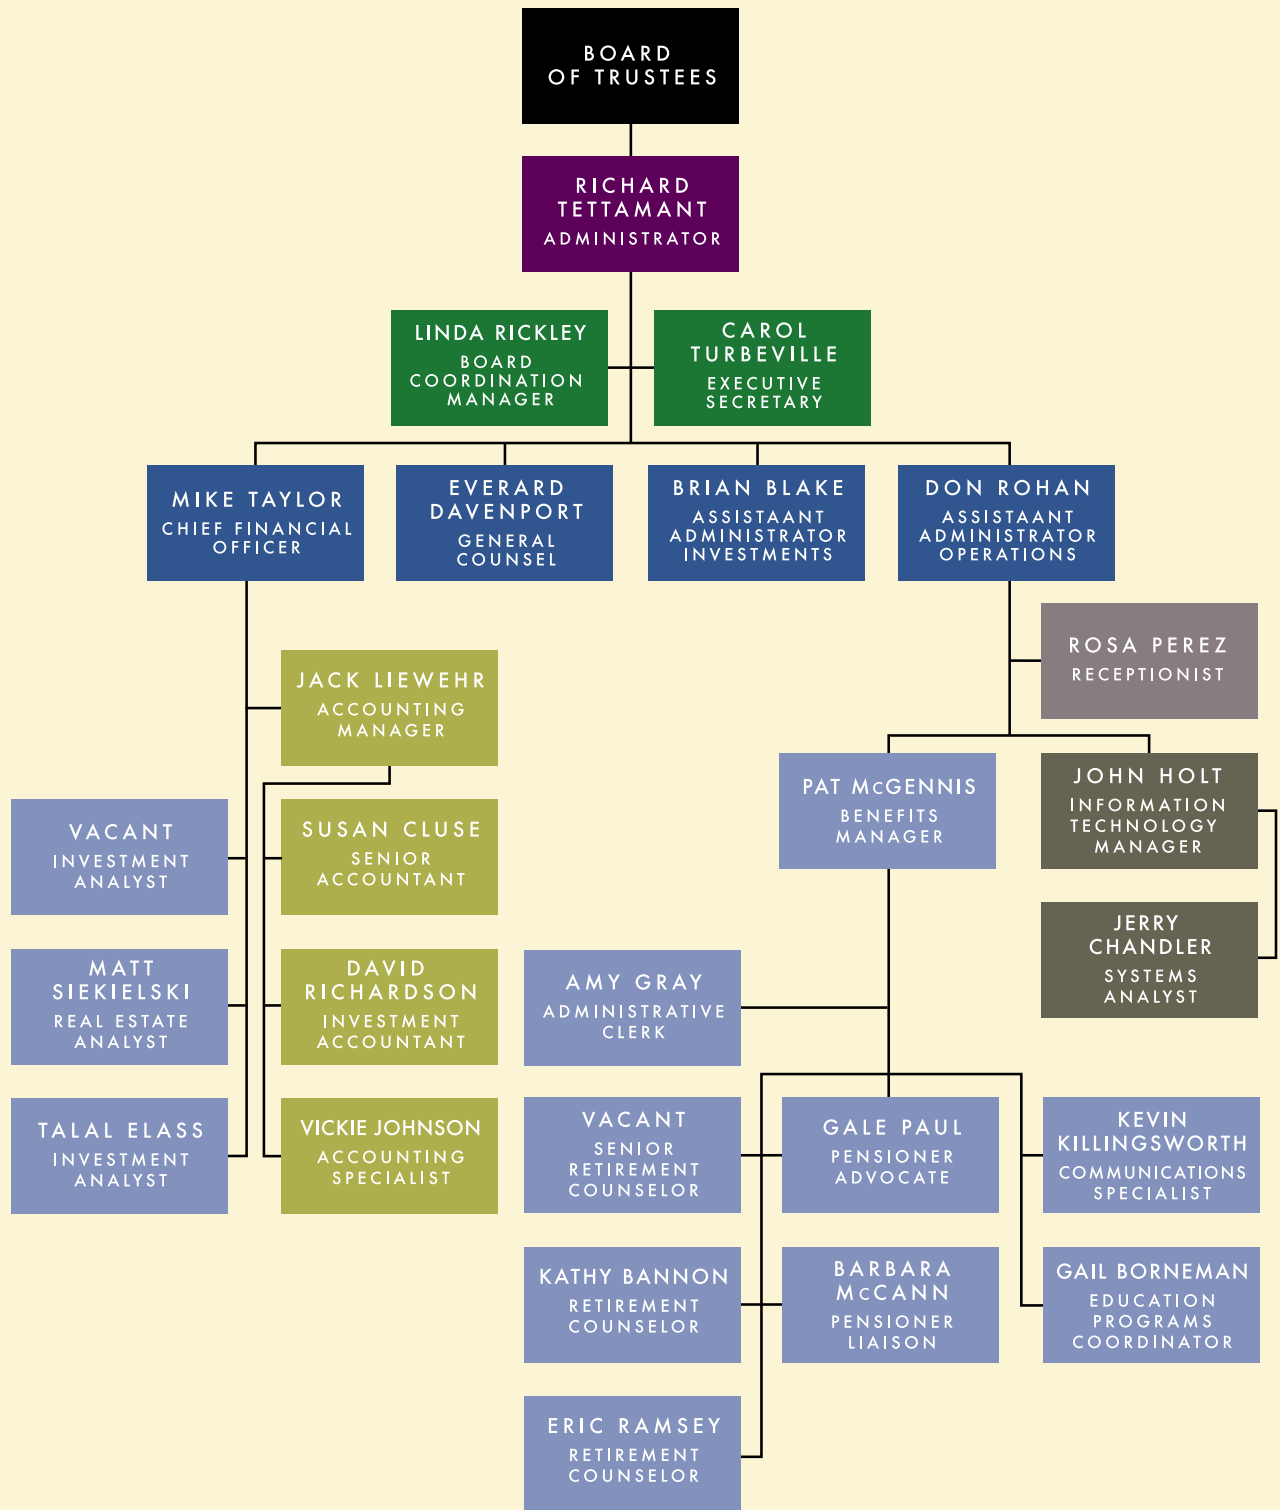 BOARD
OF TRUSTEES
RICHARD
TETTAMANT
ADMINISTRATOR
LINDA RICKLEY
BOARD
COORDINATION
MANAGER
CAROL
TURBEVILLE
EXECUTIVE
SECRETARY
MIKE TAYLOR
CHIEF FINANCIAL
OFFICER
EVERARD
DAVENPORT
GENERAL
COUNSEL
BRIAN BLAKE
ASSISTAANT
ADMINISTRATOR
INVESTMENTS
DON ROHAN
ASSISTAANT
ADMINISTRATOR
OPERATIONS
ROSA PEREZ
RECEPTIONIST
JACK LIEWEHR
ACCOUNTING
MANAGER
PAT McGENNIS
BENEFITS
MANAGER
JOHN HOLT
INFORMATION
TECHNOLOGY
MANAGER
VACANT
INVESTMENT
ANALYST
SUSAN CLUSE
SENIOR
ACCOUNTANT
JERRY
CHANDLER
SYSTEMS
ANALYST
MATT
SIEKIELSKI
REAL ESTATE
ANALYST
DAVID
RICHARDSON
INVESTMENT
ACCOUNTANT
AMY GRAY
ADMINISTRATIVE
CLERK
TALAL ELASS
INVESTMENT
ANALYST
VICKIE JOHNSON
ACCOUNTING
SPECIALIST
VACANT
SENIOR
RETIREMENT
COUNSELOR
GALE PAUL
PENSIONER
ADVOCATE
KEVIN
KILLINGSWORTH
COMMUNICATIONS
SPECIALIST
KATHY BANNON
RETIREMENT
COUNSELOR
BARBARA
McCANN
PENSIONER
LIAISON
GAIL BORNEMAN
EDUCATION
PROGRAMS
COORDINATOR
ERIC RAMSEY
RETIREMENT
COUNSELOR